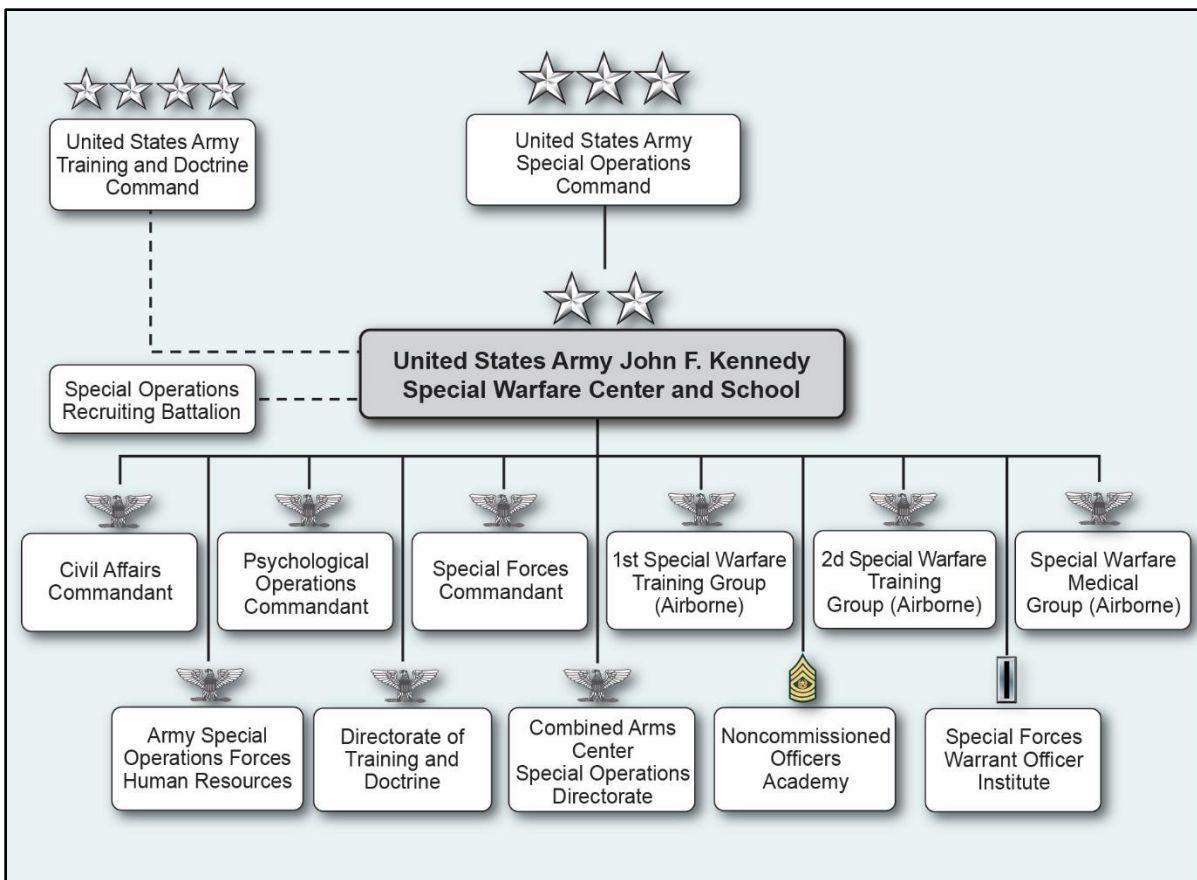 United States Army
Training and Doctrine
Command
United States Army
Special Operations
Command
United States Army John F. Kennedy
Special Warfare Center and School
Special Operations
Recruiting Battalion
Civil Affairs
Commandant
Psychological
Operations
Commandant
Special Forces
Commandant
1st Special Warfare
Training Group
(Airborne)
2d Special Warfare
Training
Group (Airborne)
Special Warfare
Medical
Group (Airborne)
Army Special
Operations Forces
Human Resources
Directorate of
Training and
Doctrine
Combined Arms
Center
Special Operations
Directorate
Noncommissioned
Officers
Academy
Special Forces
Warrant Officer
Institute